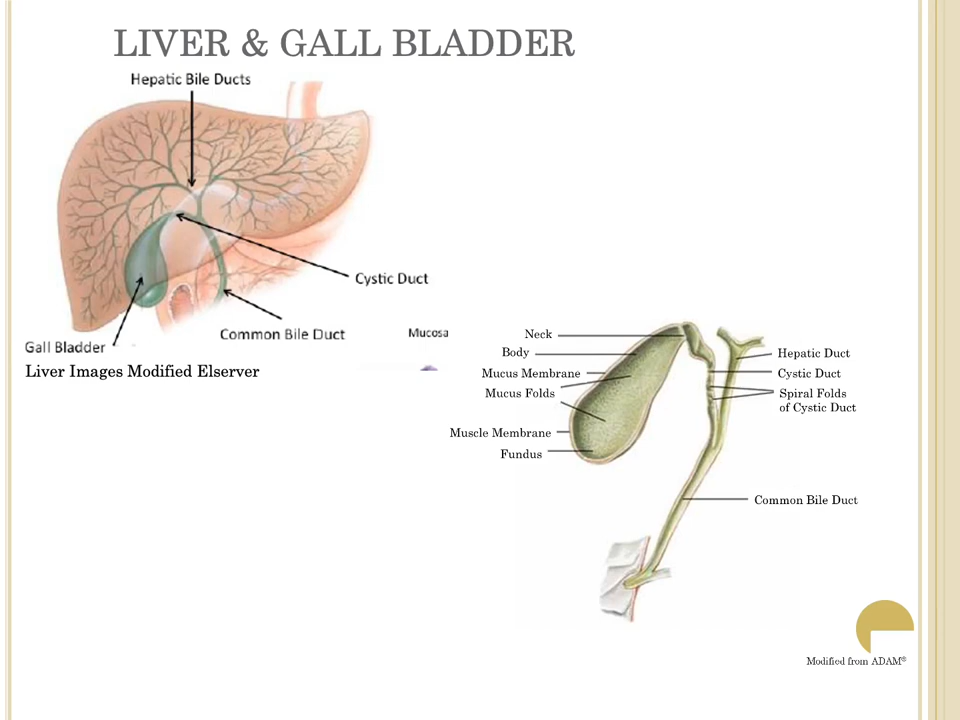 LIVER & GALL BLADDER
Hepatic Bile Ducts
Cystic Duct
Common Bile Duct
Mucosa
Gall Bladder
Liver Images Modified Elserver
Neck
Body
Mucus Membrane
Mucus Folds
Muscle Membrane
Fundus
Hepatic Duct
Cystic Duct
Spiral Folds
of Cystic Duct
Common Bile Duct
Modified from ADAM®